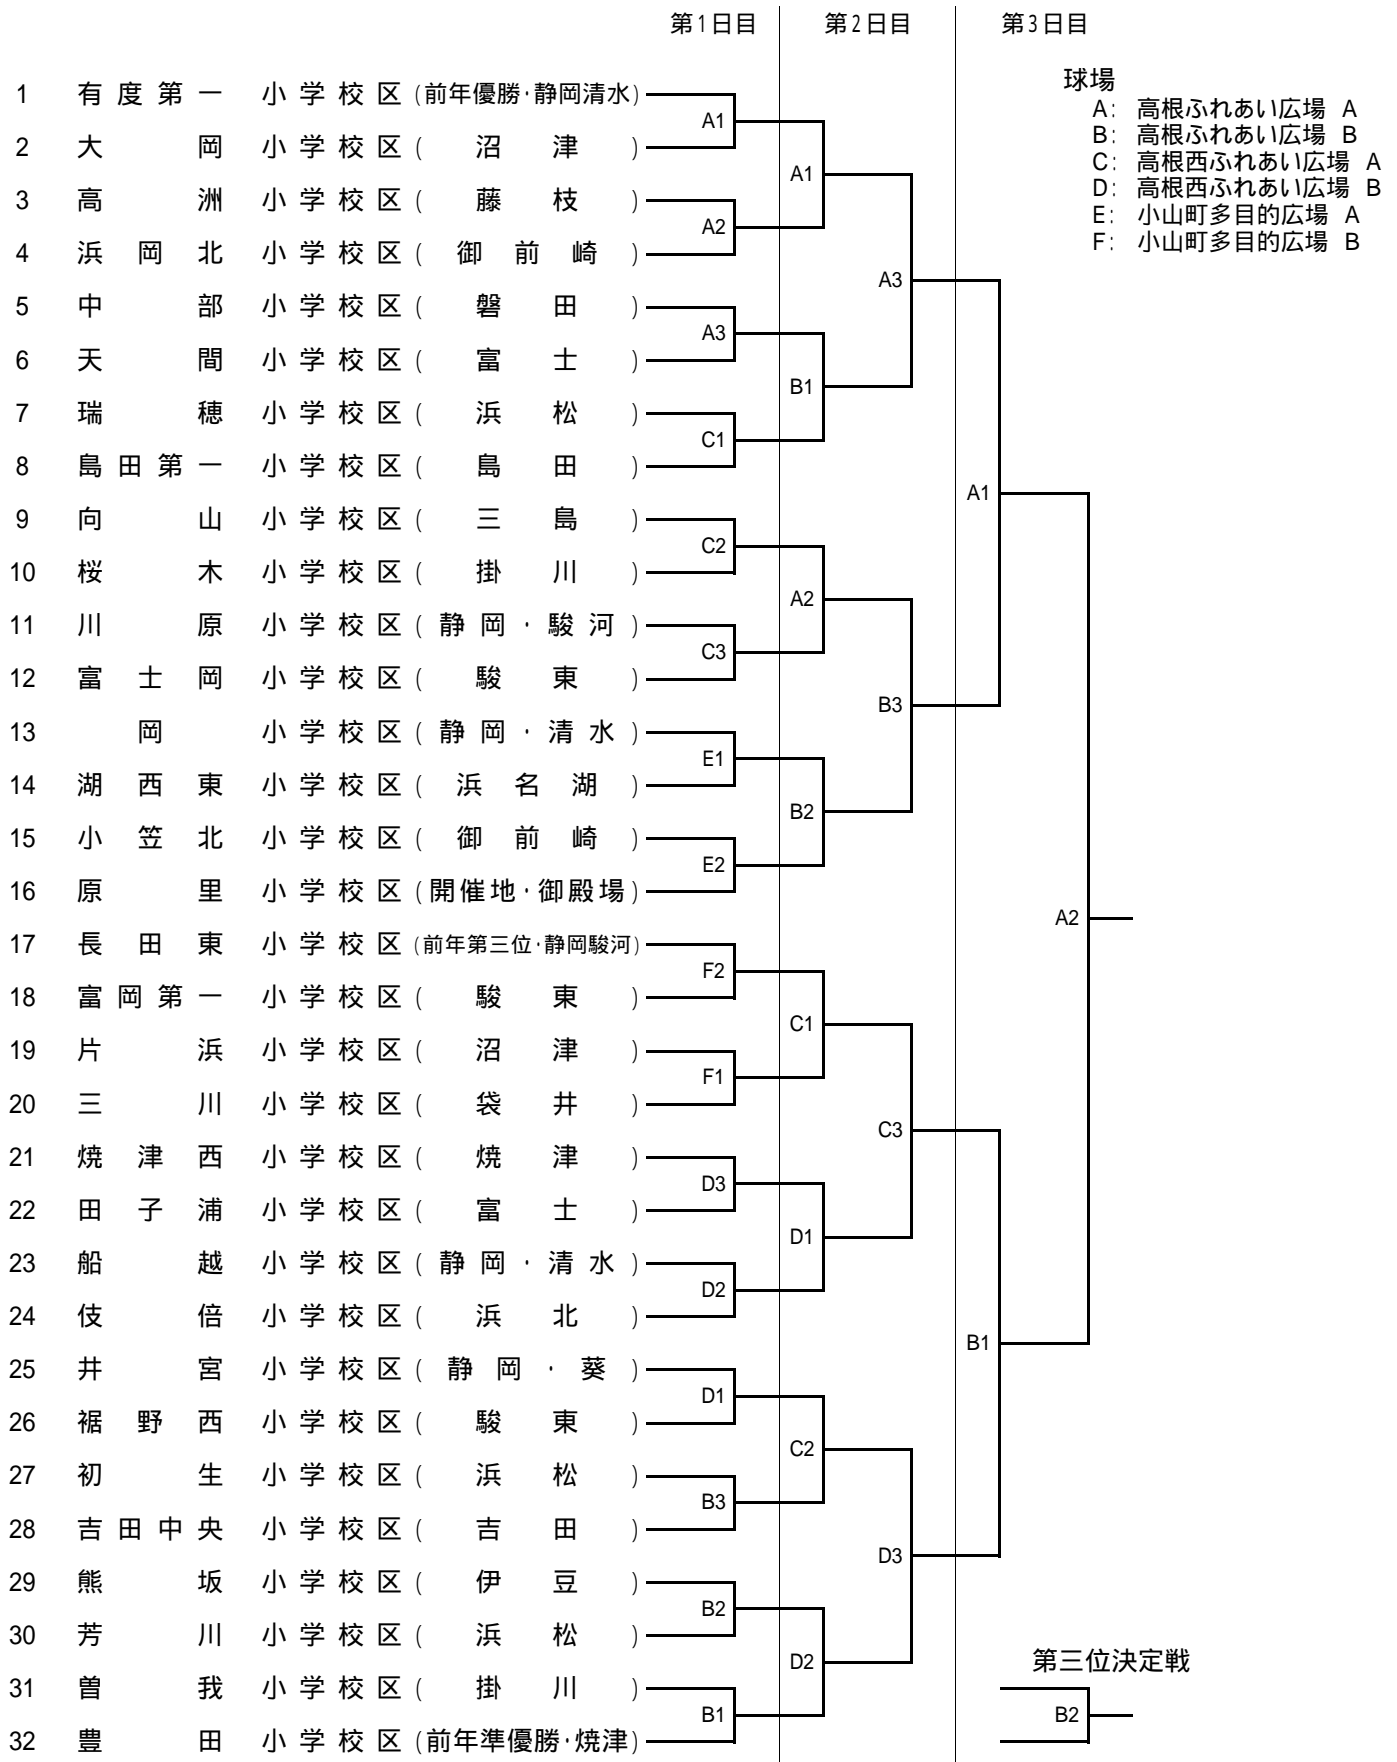 第1日目 第2日目 第3日目
球場
A: 高根ふれあい広場 A
B: 高根ふれあい広場 B
C: 高根西ふれあい広場 A
D: 高根西ふれあい広場 B
E: 小山町多目的広場 A
F: 小山町多目的広場 B
1 有度第一 小学校区(前年優勝・静岡清水)
A1
2 大岡 小学校区(沼津)
A1
3 高洲 小学校区(藤枝)
A2
4 浜岡北 小学校区(御前崎)
A3
5 中部 小学校区(磐田)
A3
6 天間 小学校区(富士)
B1
7 瑞穂 小学校区(浜松)
C1
8 島田第一 小学校区(島田)
A1
9 向山 小学校区(三島)
C2
10 桜木 小学校区(掛川)
A2
11 川原 小学校区(静岡・駿河)
C3
12 富士岡 小学校区(駿東)
B3
13 岡 小学校区(静岡・清水)
E1
14 湖西東 小学校区(浜名湖)
B2
15 小笠北 小学校区(御前崎)
E2
16 原里 小学校区(開催地・御殿場)
A2
17 長田東 小学校区(前年第三位・静岡駿河)
F2
18 富岡第一 小学校区(駿東)
C1
19 片浜 小学校区(沼津)
F1
20 三川 小学校区(袋井)
C3
21 焼津西 小学校区(焼津)
D3
22 田子浦 小学校区(富士)
D1
23 船越 小学校区(静岡・清水)
D2
24 伎倍 小学校区(浜北)
B1
25 井宮 小学校区(静岡・葵)
D1
26 裾野西 小学校区(駿東)
C2
27 初生 小学校区(浜松)
B3
28 吉田中央 小学校区(吉田)
D3
29 熊坂 小学校区(伊豆)
B2
30 芳川 小学校区(浜松)
D2
第三位決定戦
31 曽我 小学校区(掛川)
B1 B2
32 豊田 小学校区(前年準優勝・焼津)